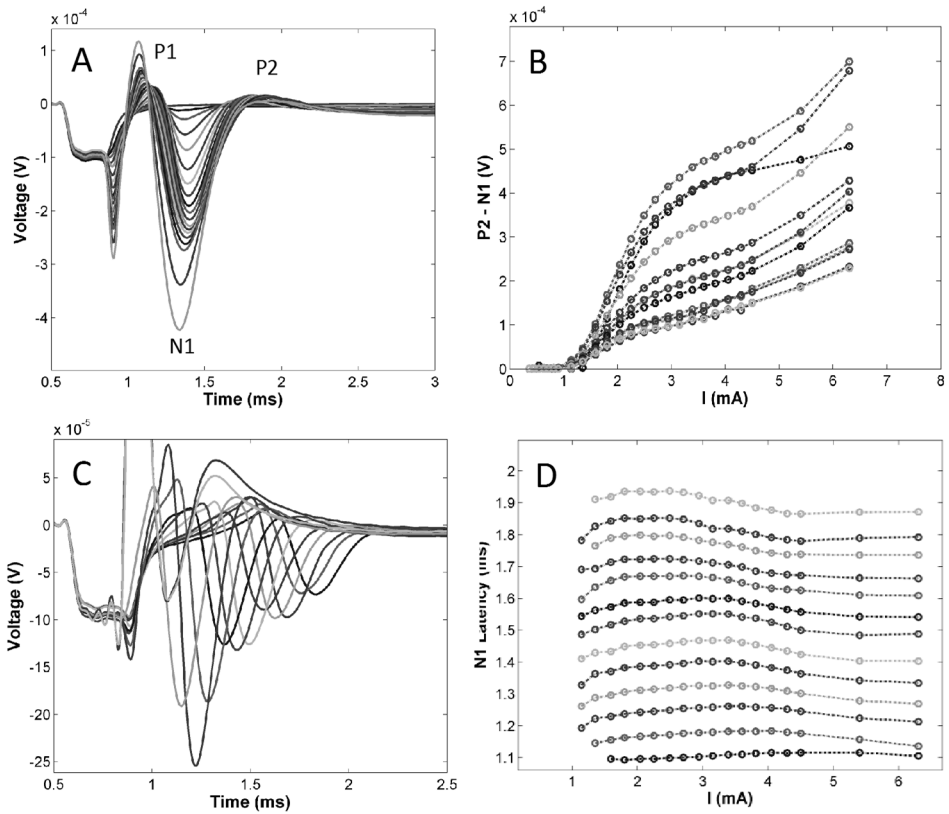 x 10⁻⁴
A
P1
P2
N1
1
0
-1
-2
-3
-4
Voltage (V)
0.5 1 1.5 2 2.5 3
Time (ms)
x 10⁻⁴
B
7
6
5
4
3
2
1
0
P2 - N1 (V)
0 1 2 3 4 5 6 7 8
I (mA)
x 10⁻⁵
C
5
0
-5
-10
-15
-20
-25
Voltage (V)
0.5 1 1.5 2 2.5
Time (ms)
D
2
1.9
1.8
1.7
1.6
1.5
1.4
1.3
1.2
1.1
N1 Latency (ms)
1 2 3 4 5 6
I (mA)